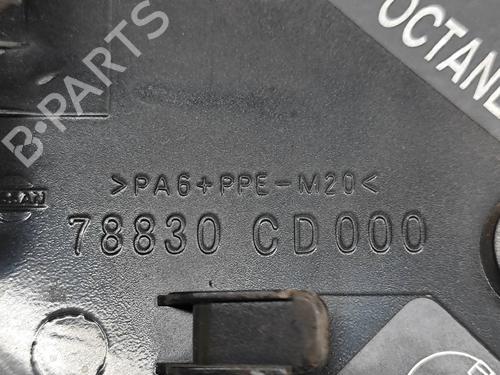 B-PARTS
OCTANE
>PA6+PPE-M20<
78830 CD000